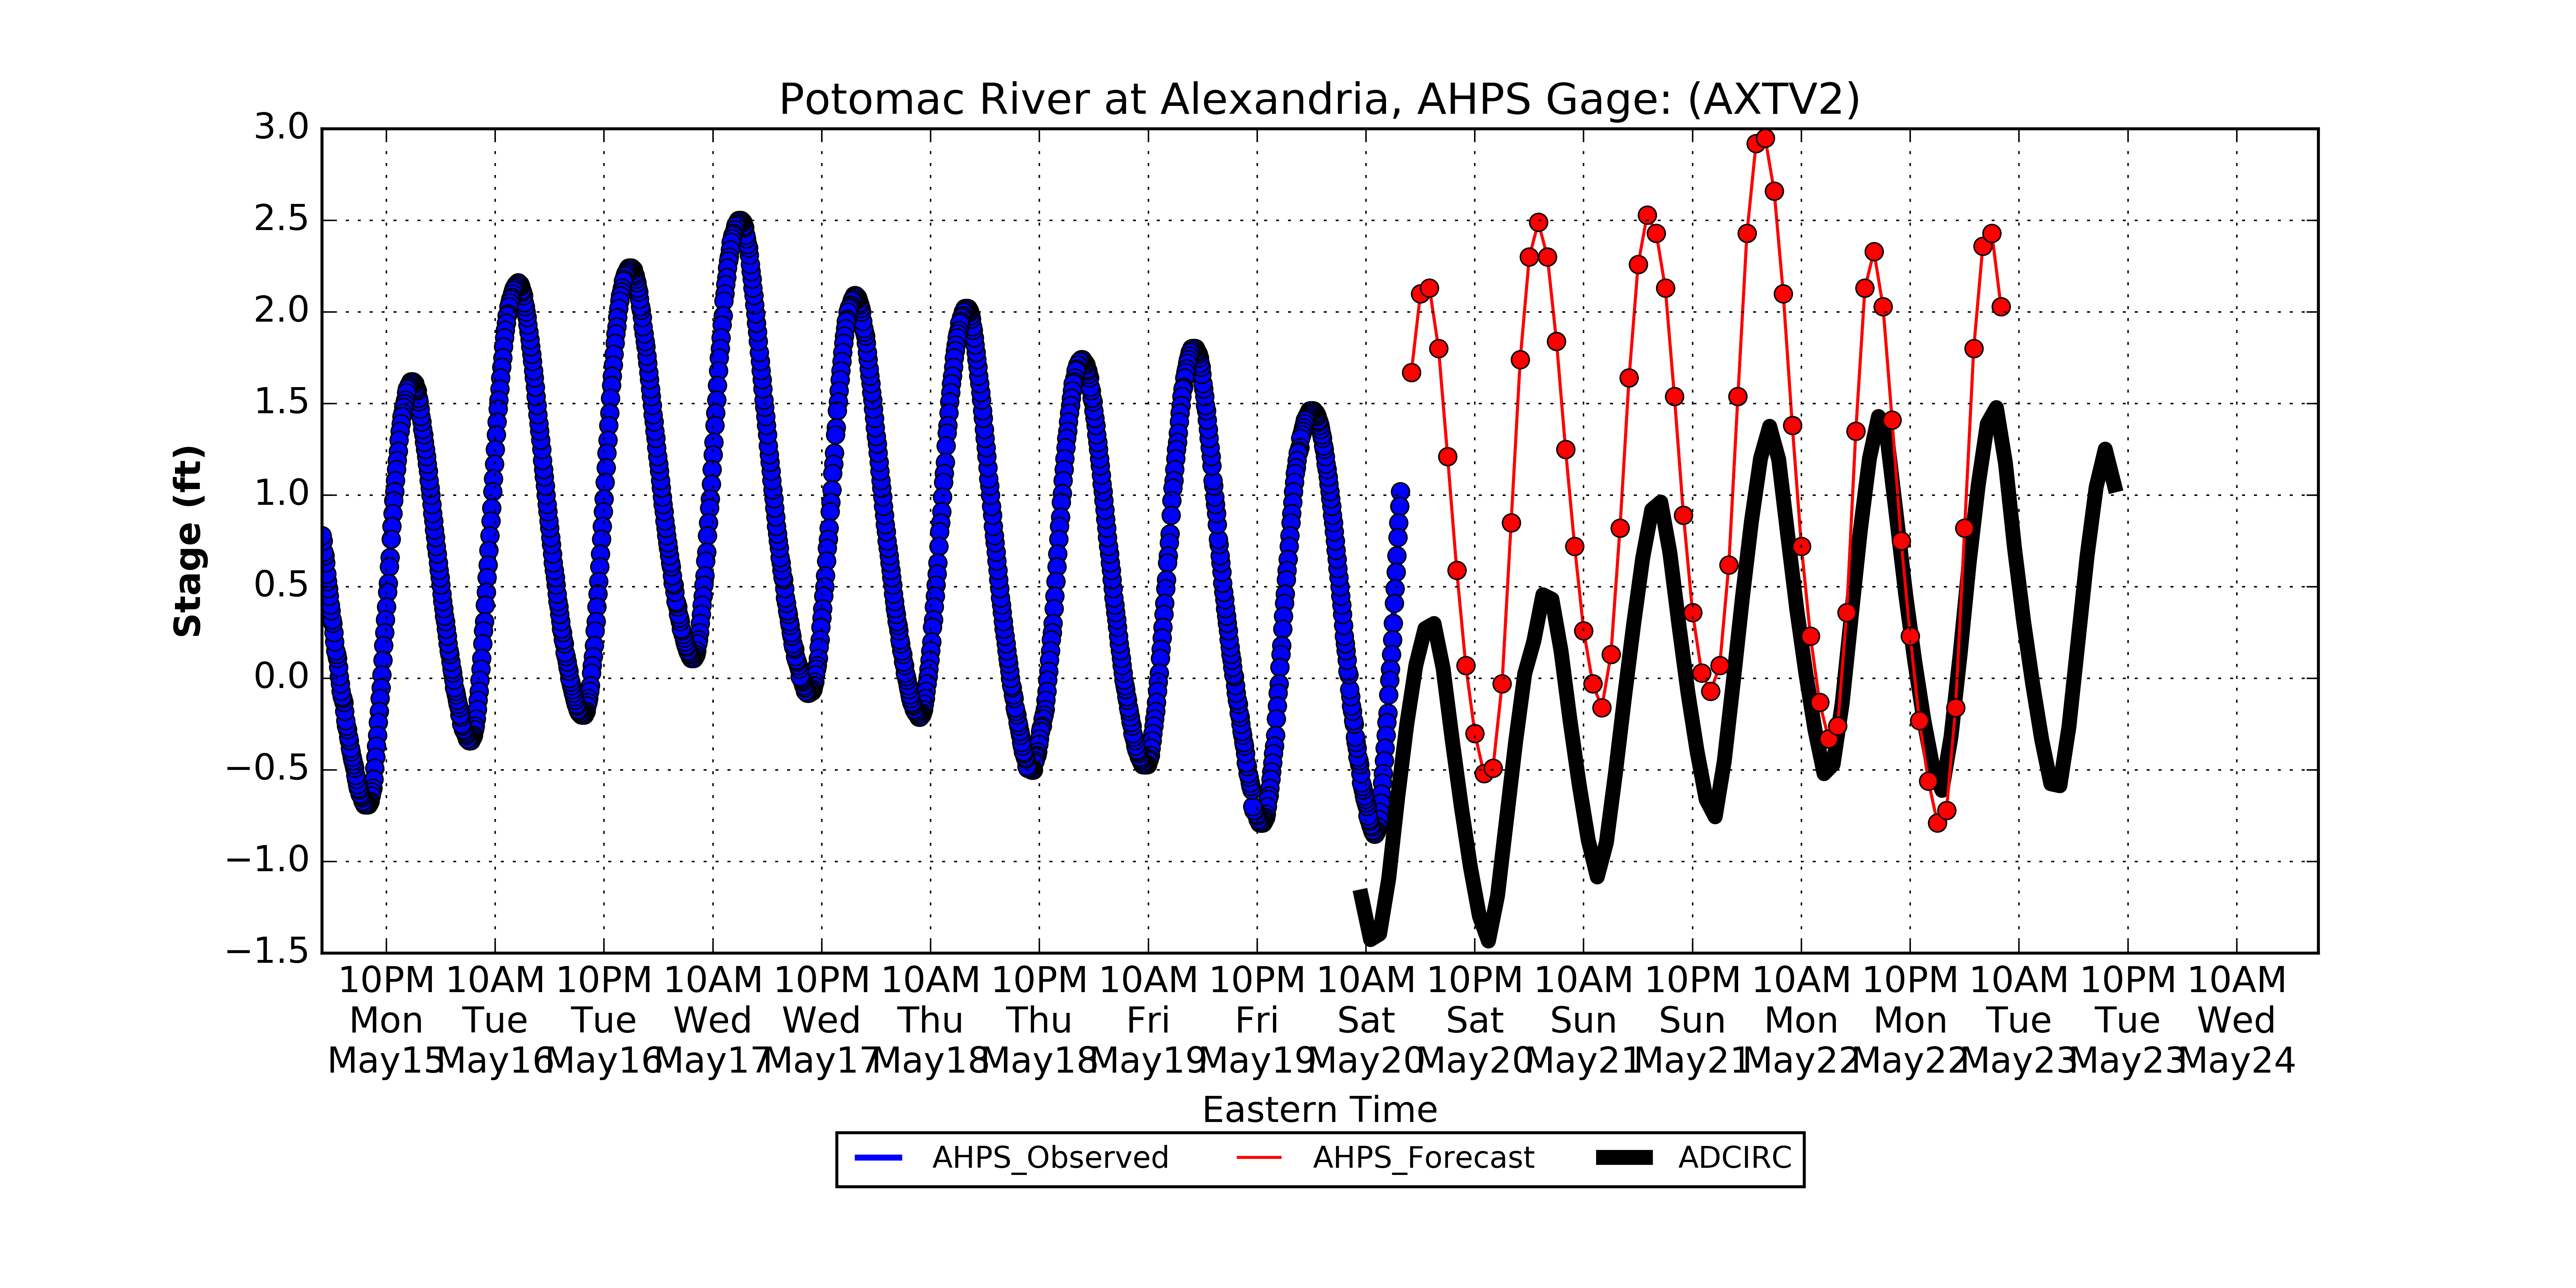 Potomac River at Alexandria, AHPS Gage: (AXTV2)
3.0
2.5
2.0
1.5
1.0
0.5
0.0
−0.5
−1.0
−1.5
Stage (ft)
10PM 10AM 10PM 10AM 10PM 10AM 10PM 10AM 10PM 10AM 10PM 10AM 10PM 10AM 10PM 10AM 10PM 10AM
Mon Tue Tue Wed Wed Thu Thu Fri Fri Sat Sat Sun Sun Mon Mon Tue Tue Wed
May15 May16 May16 May17 May17 May18 May18 May19 May19 May20 May20 May21 May21 May22 May22 May23 May23 May24
Eastern Time
AHPS_Observed AHPS_Forecast ADCIRC